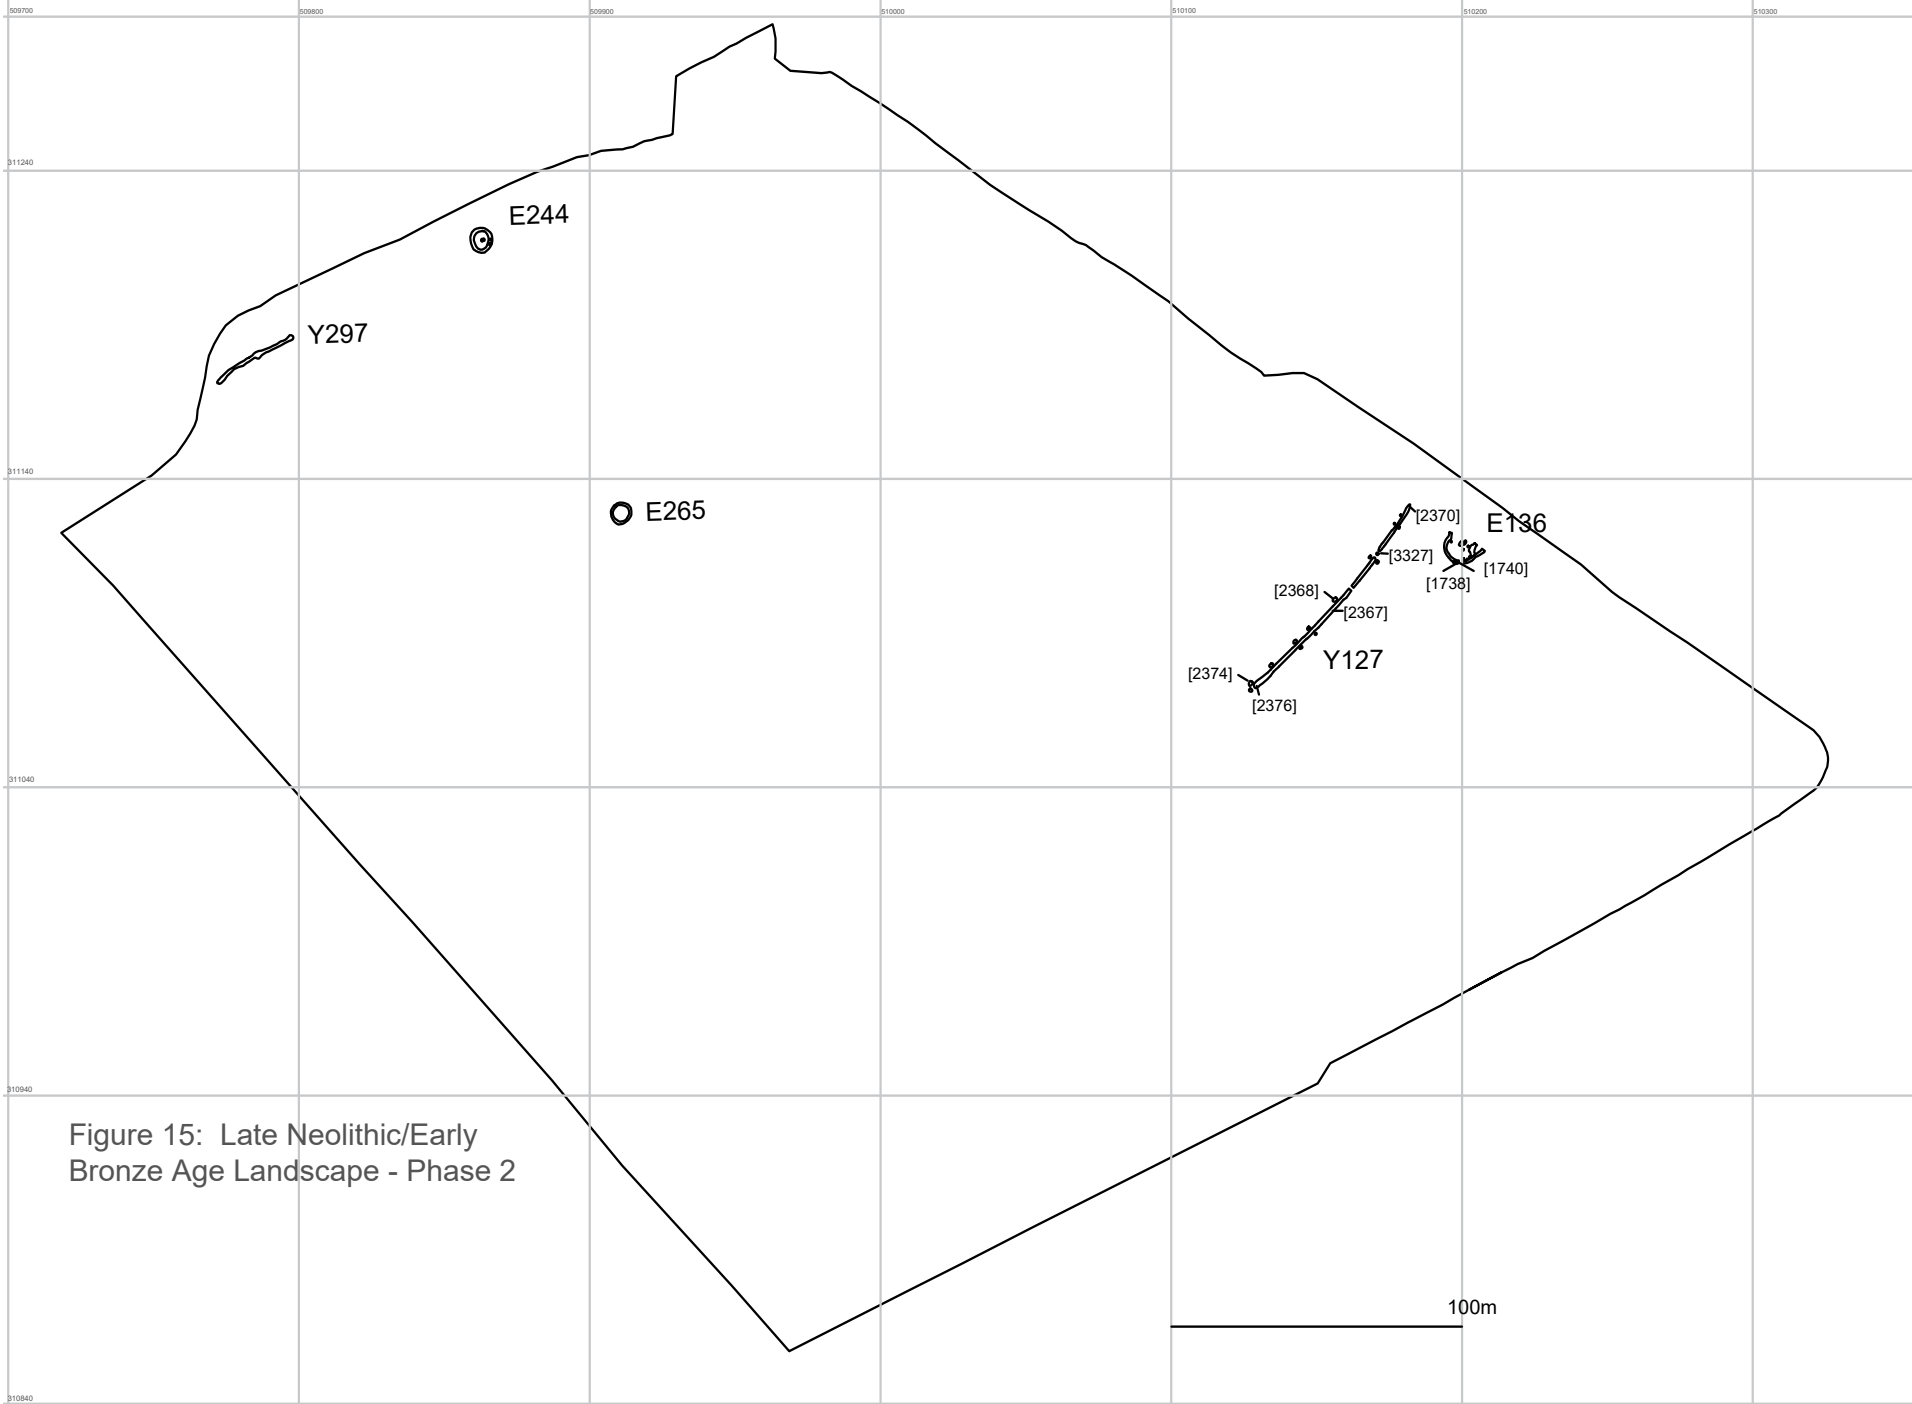 509700
509800
509900
510000
510100
510200
510300
311240
E244
Y297
311140
E265
[2370]
E136
[3327]
[1740]
[1738]
[2368]
[2367]
Y127
[2374]
[2376]
311040
310940
Figure 15: Late Neolithic/Early
Bronze Age Landscape - Phase 2
100m
310840